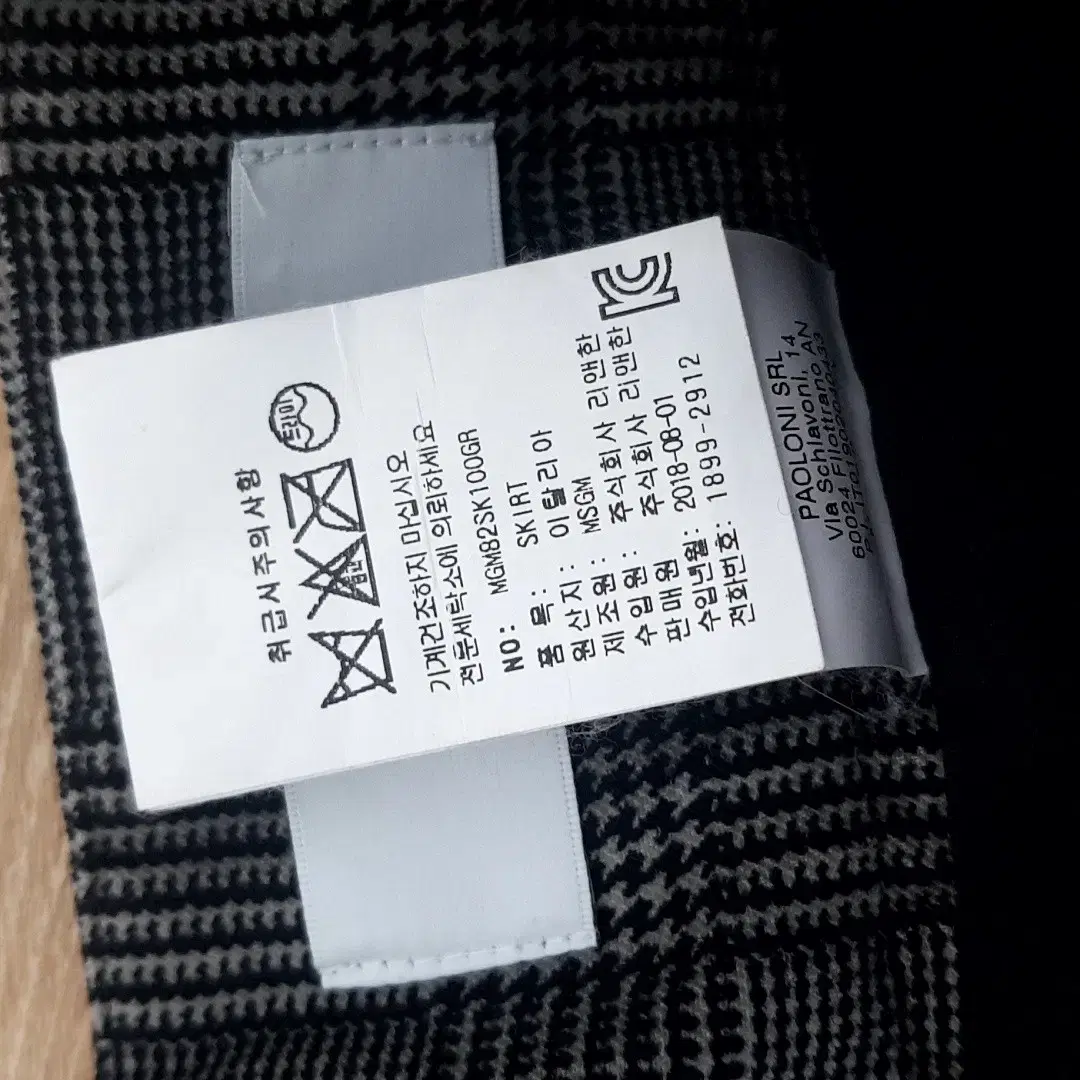 취급시주의사항
드라이
염소
기계건조하지 마십시오
전문세탁소에 의뢰하세요
NO: MGM82SK100GR
품 목: SKIRT
원산지: 이탈리아
제조원: MSGM
수입원: 주식회사 리앤한
판매원 주식회사 리앤한
수입년월: 2018-08-01
전화번호: 1899-2912
PAOLONI SRL
Via Schiavoni, 14
60024 Filottrano AN